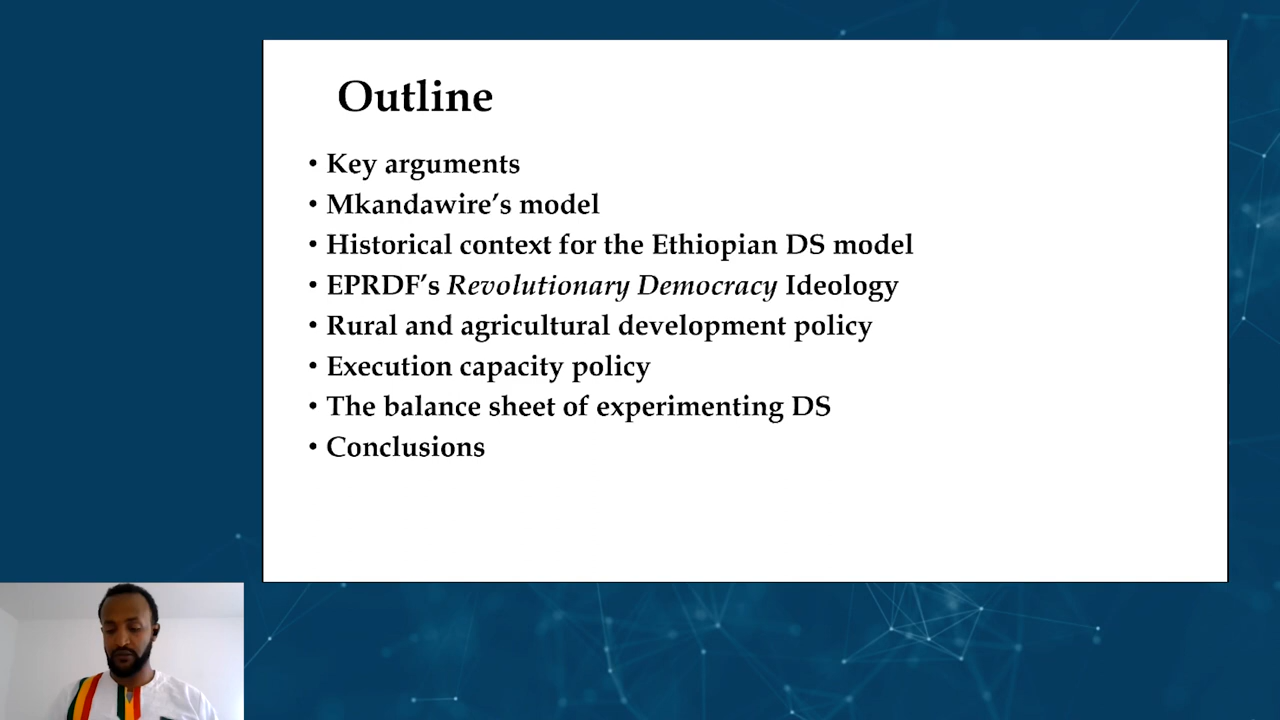 Outline
• Key arguments
• Mkandawire’s model
• Historical context for the Ethiopian DS model
• EPRDF’s Revolutionary Democracy Ideology
• Rural and agricultural development policy
• Execution capacity policy
• The balance sheet of experimenting DS
• Conclusions